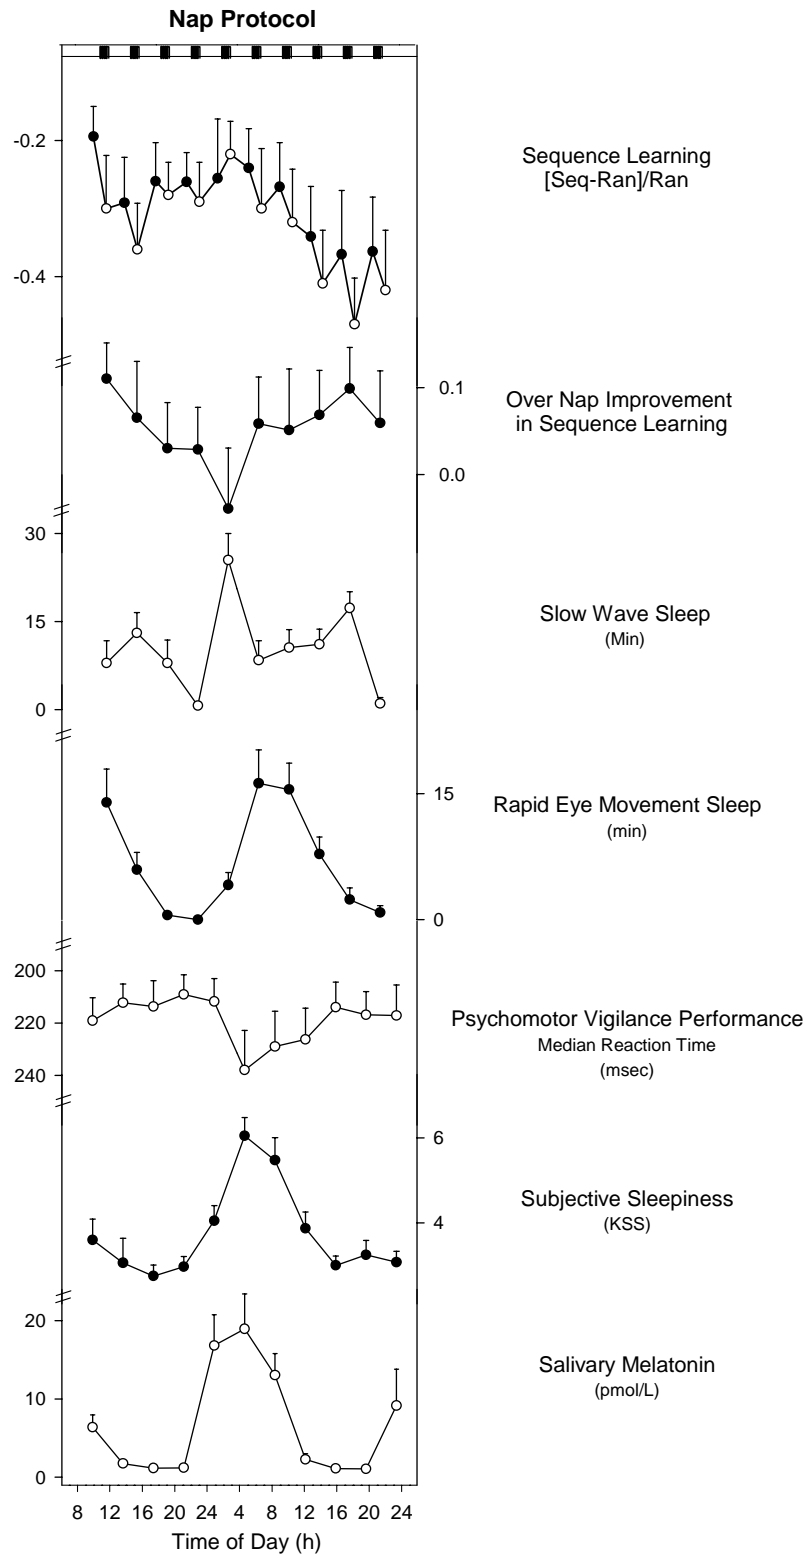 Nap Protocol
-0.2
-0.4
Sequence Learning
[Seq-Ran]/Ran
0.1
0.0
Over Nap Improvement
in Sequence Learning
30
15
0
Slow Wave Sleep
(Min)
15
0
Rapid Eye Movement Sleep
(min)
200
220
240
Psychomotor Vigilance Performance
Median Reaction Time
(msec)
6
4
Subjective Sleepiness
(KSS)
20
10
0
Salivary Melatonin
(pmol/L)
8 12 16 20 24 4 8 12 16 20 24
Time of Day (h)